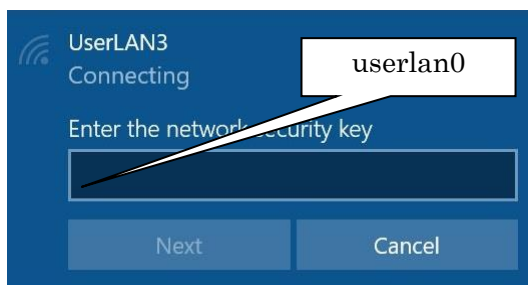 UserLAN3
Connecting
userlan0
Enter the network security key
Next
Cancel